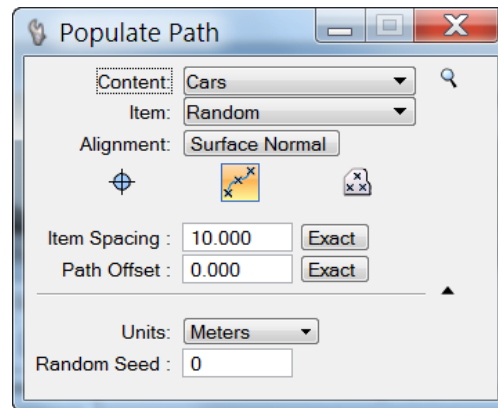 Populate Path
Content: Cars
Item: Random
Alignment: Surface Normal
Item Spacing : 10.000 Exact
Path Offset : 0.000 Exact
Units: Meters
Random Seed : 0